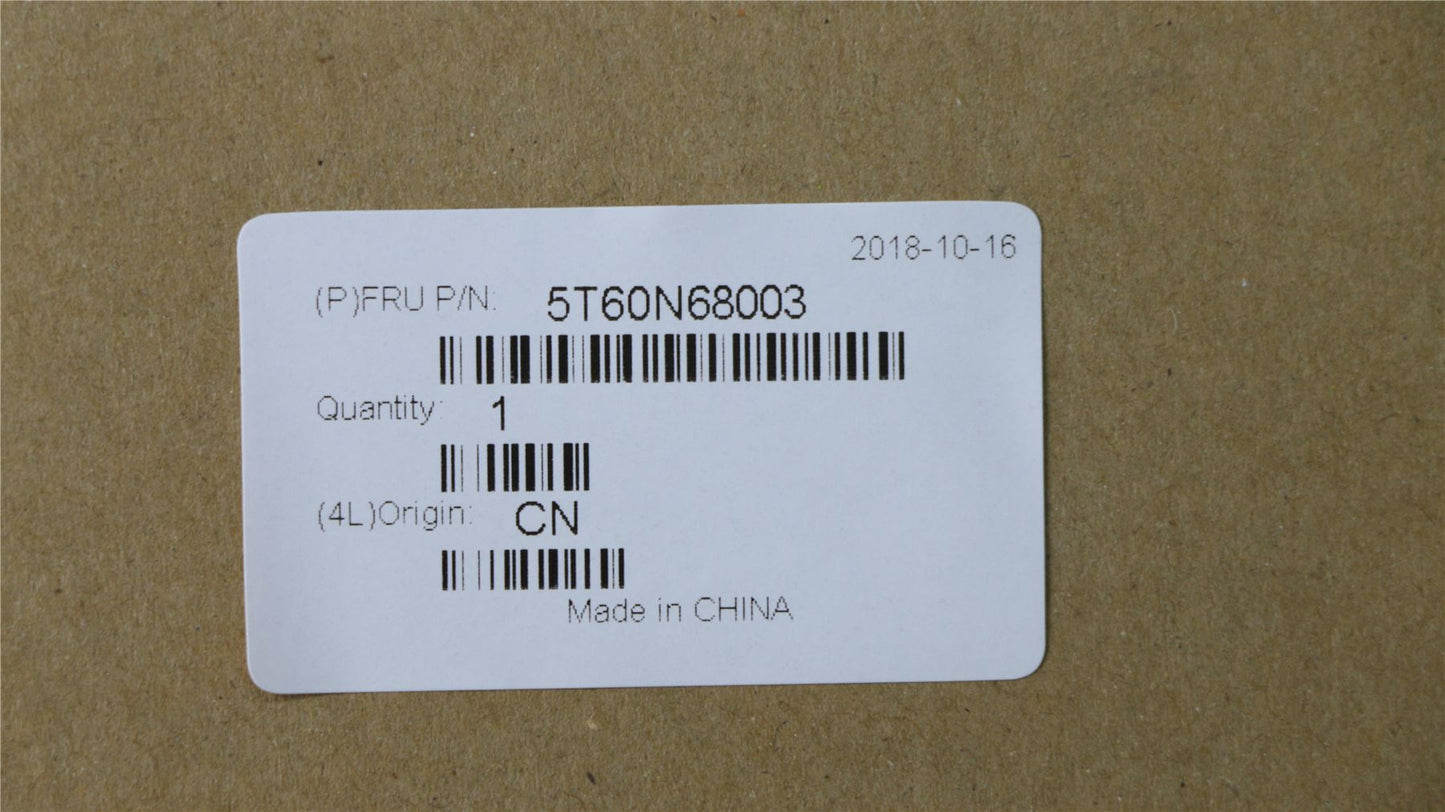 2018-10-16
(P)FRU P/N: 5T60N68003
Quantity: 1
(4L)Origin: CN
Made in CHINA